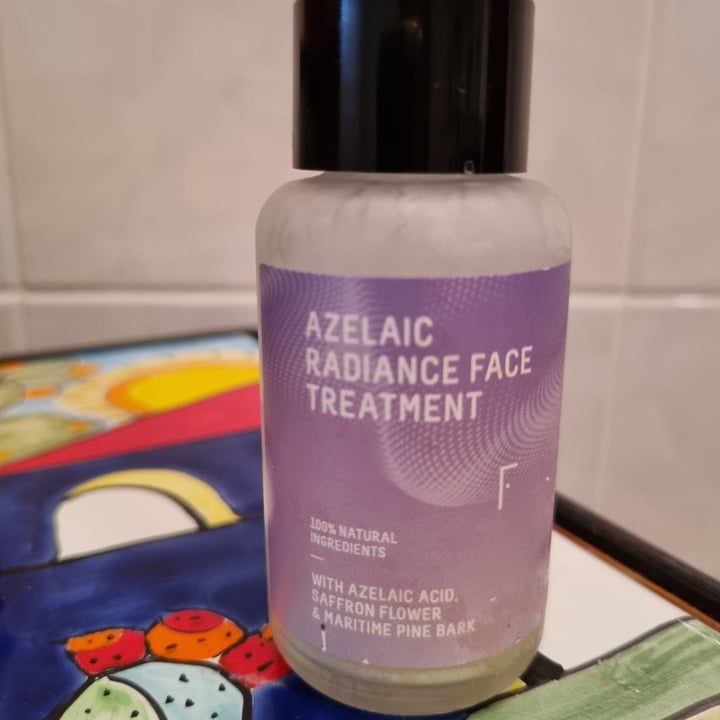 AZELAIC
RADIANCE FACE
TREATMENT
100% NATURAL
INGREDIENTS
WITH AZELAIC ACID,
SAFFRON FLOWER
& MARITIME PINE BARK